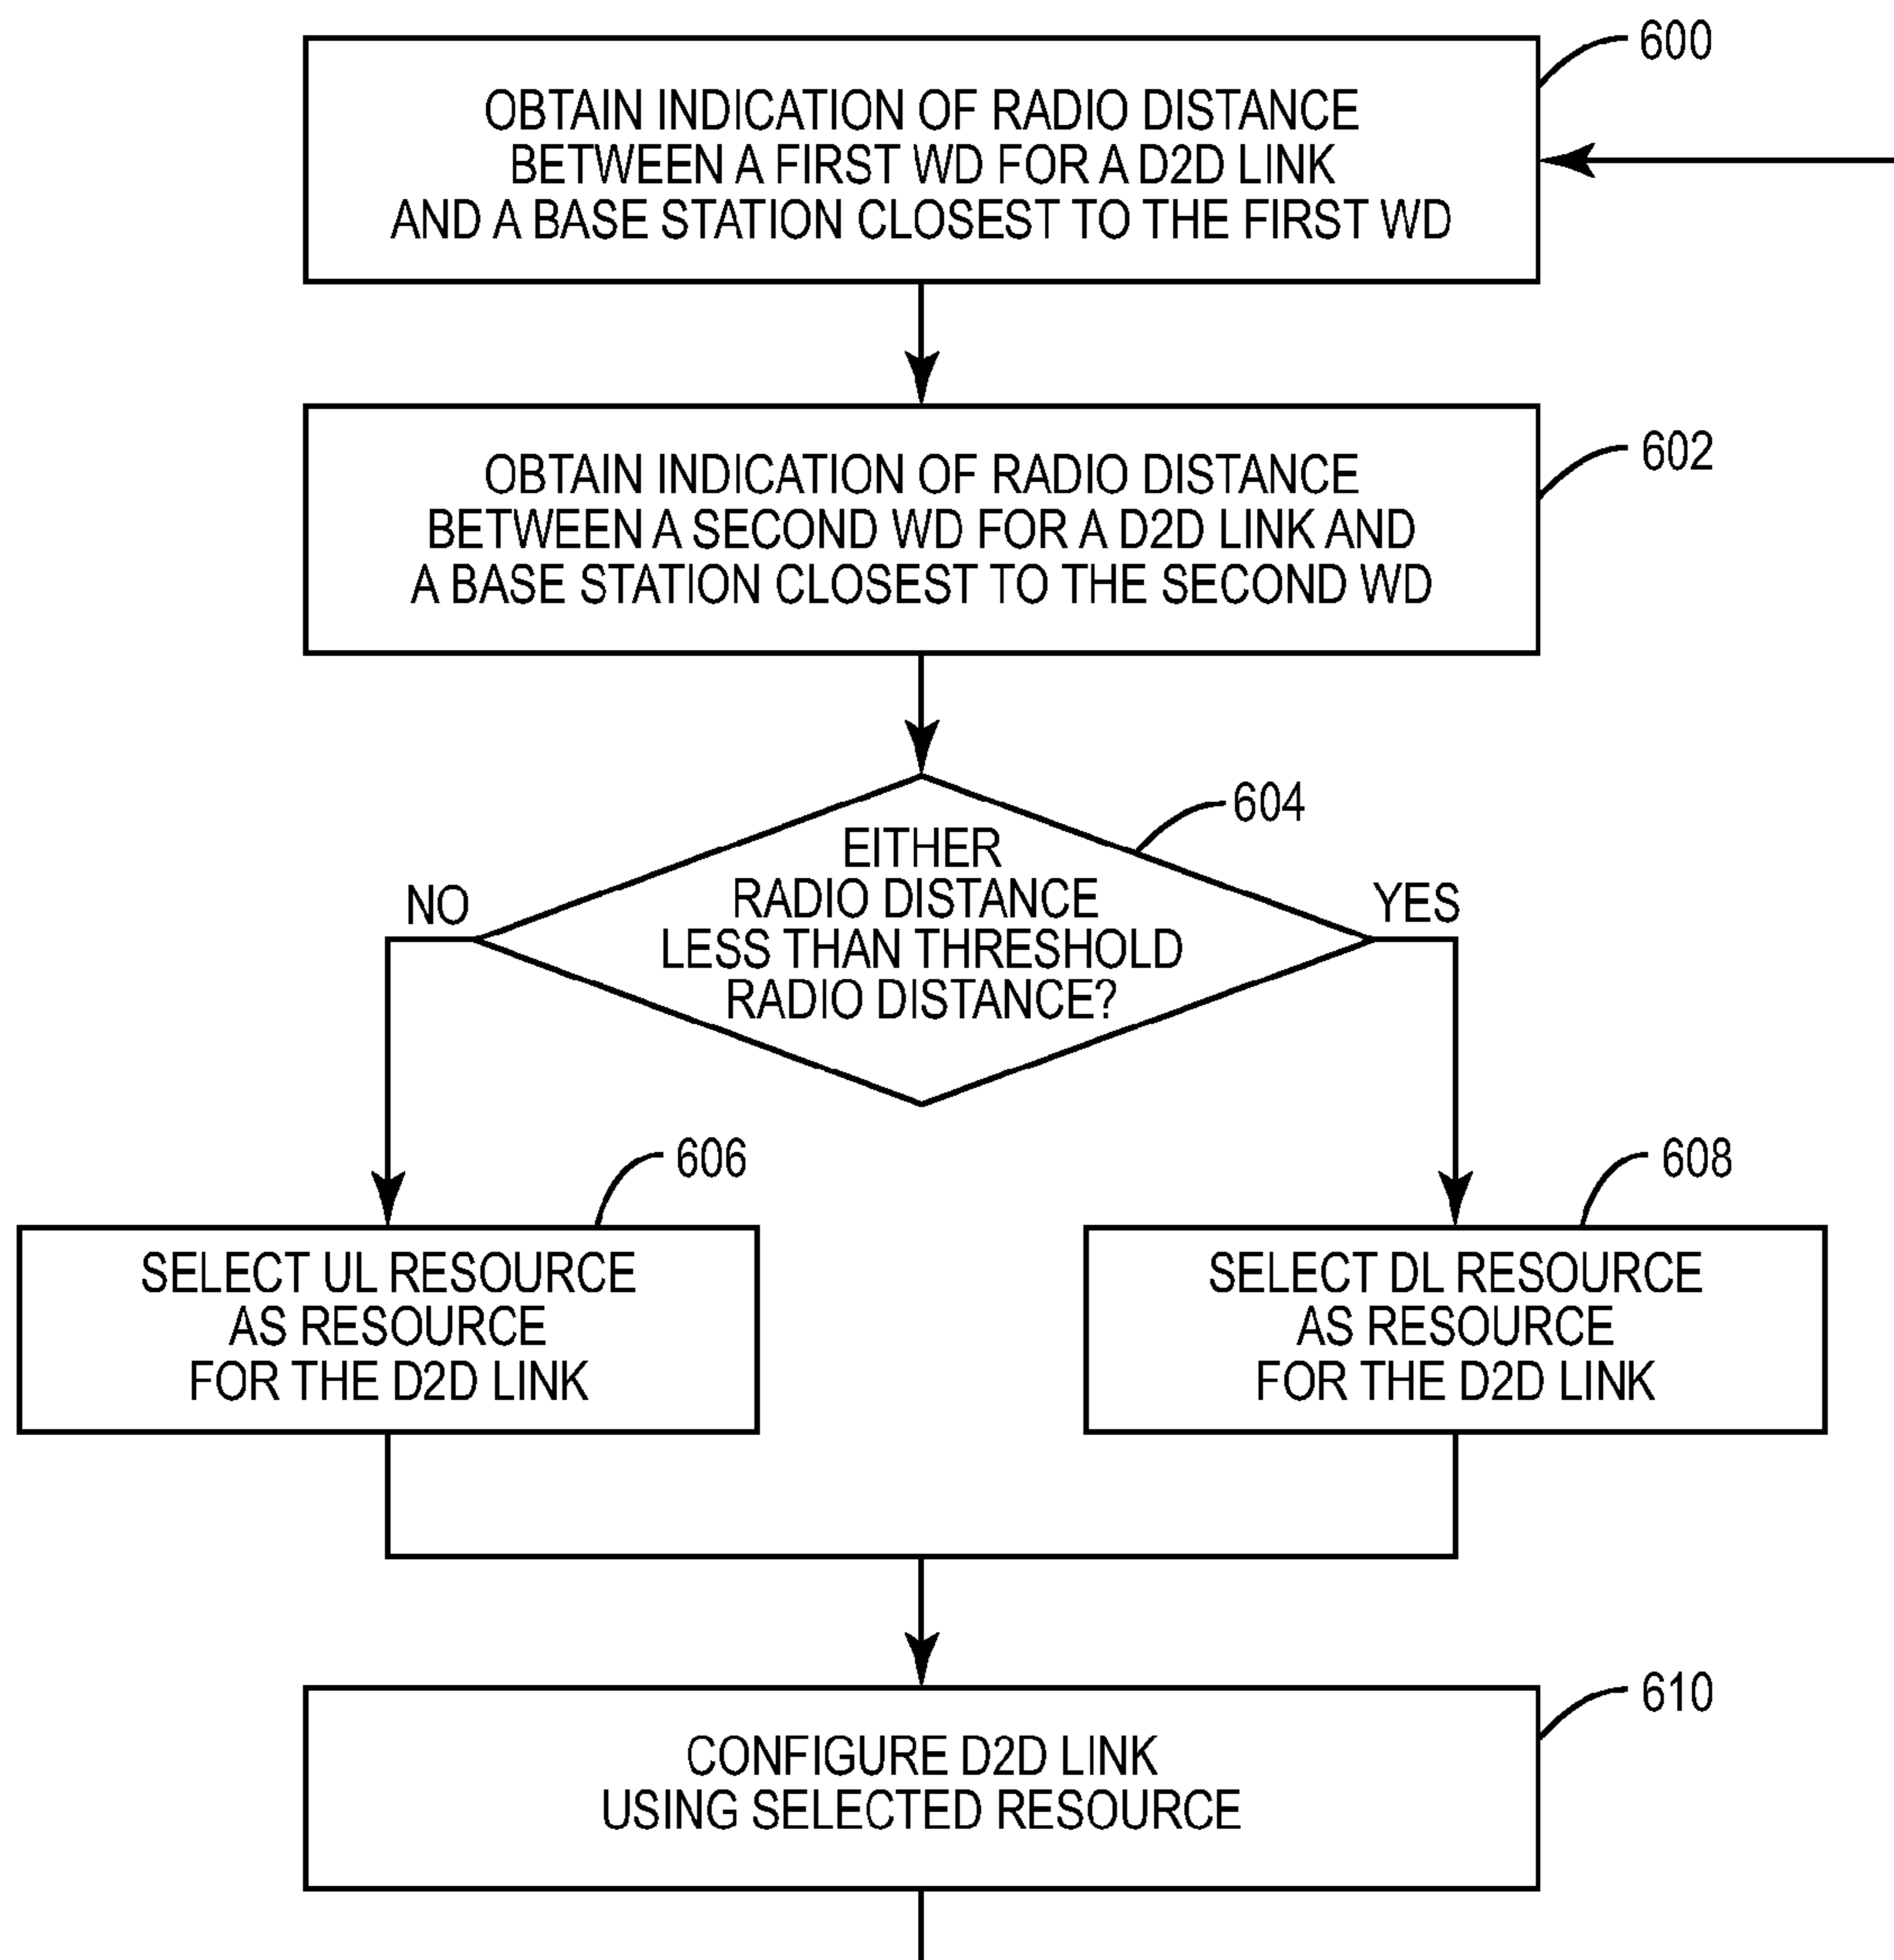 600
OBTAIN INDICATION OF RADIO DISTANCE
BETWEEN A FIRST WD FOR A D2D LINK
AND A BASE STATION CLOSEST TO THE FIRST WD
602
OBTAIN INDICATION OF RADIO DISTANCE
BETWEEN A SECOND WD FOR A D2D LINK AND
A BASE STATION CLOSEST TO THE SECOND WD
604
EITHER
RADIO DISTANCE
LESS THAN THRESHOLD
RADIO DISTANCE?
NO
YES
606
SELECT UL RESOURCE
AS RESOURCE
FOR THE D2D LINK
608
SELECT DL RESOURCE
AS RESOURCE
FOR THE D2D LINK
610
CONFIGURE D2D LINK
USING SELECTED RESOURCE